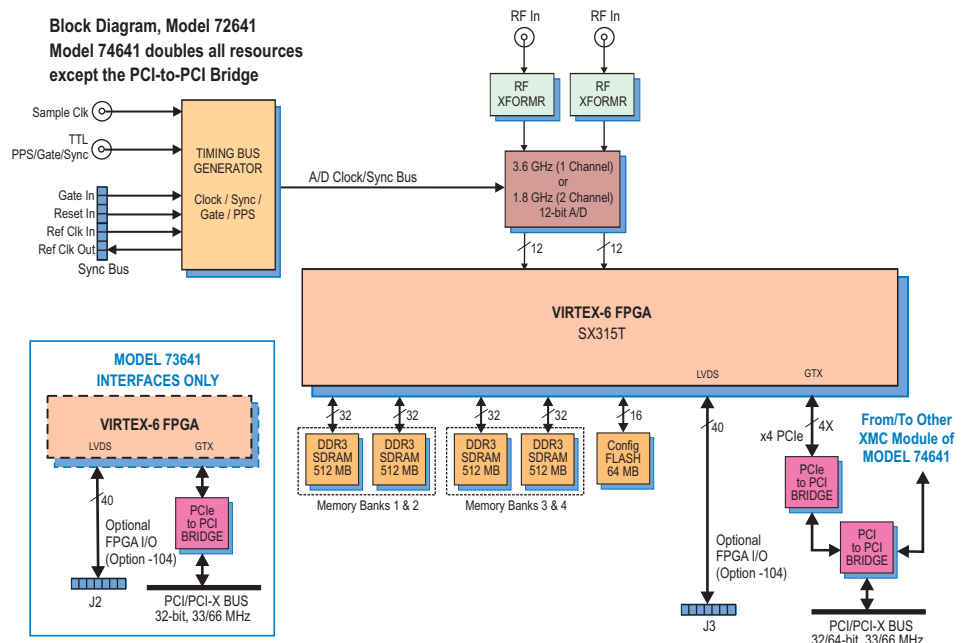 Block Diagram, Model 72641
Model 74641 doubles all resources
except the PCI-to-PCI Bridge
RF In
RF In
RF
XFORMR
RF
XFORMR
Sample Clk
TTL
PPS/Gate/Sync
Gate In
Reset In
Ref Clk In
Ref Clk Out
Sync Bus
TIMING BUS
GENERATOR
Clock / Sync /
Gate / PPS
A/D Clock/Sync Bus
3.6 GHz (1 Channel)
or
1.8 GHz (2 Channel)
12-bit A/D
12
12
VIRTEX-6 FPGA
SX315T
LVDS
GTX
32
32
32
32
16
40
4X
x4 PCIe
DDR3
SDRAM
512 MB
DDR3
SDRAM
512 MB
DDR3
SDRAM
512 MB
DDR3
SDRAM
512 MB
Config
FLASH
64 MB
Memory Banks 1 & 2
Memory Banks 3 & 4
From/To Other
XMC Module of
MODEL 74641
PCIe
to PCI
BRIDGE
PCI
to PCI
BRIDGE
Optional
FPGA I/O
(Option -104)
J3
PCI/PCI-X BUS
32/64-bit, 33/66 MHz
MODEL 73641
INTERFACES ONLY
VIRTEX-6 FPGA
LVDS
GTX
40
Optional
FPGA I/O
(Option -104)
PCIe
to PCI
BRIDGE
J2
PCI/PCI-X BUS
32-bit, 33/66 MHz